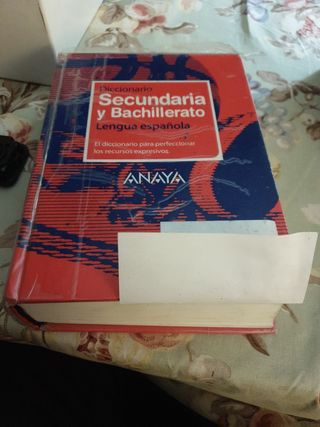 Diccionario
Secundaria
y Bachillerato
Lengua española
El diccionario para perfeccionar
los recursos expresivos.
ANAYA